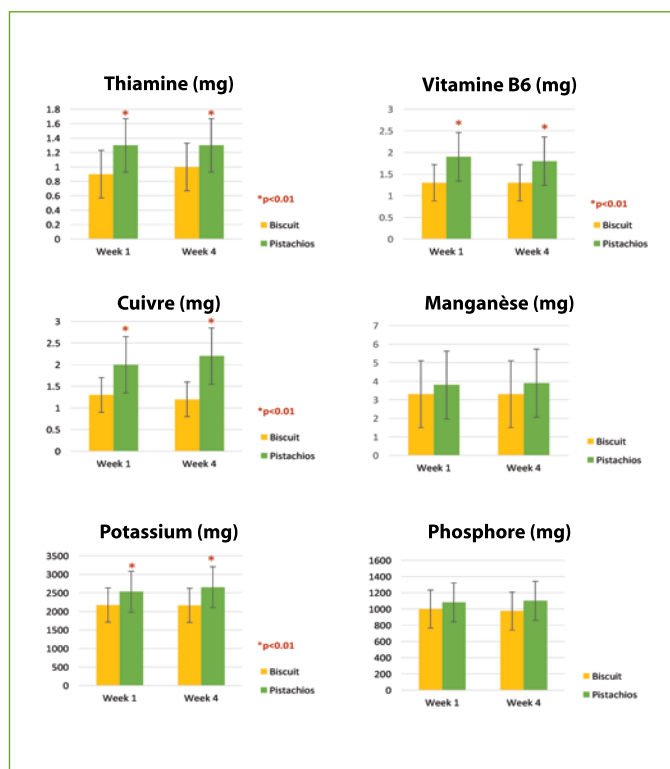 Thiamine (mg)
1.8
1.6
1.4
1.2
1
0.8
0.6
0.4
0.2
0
*
*
*p<0.01
Biscuit
Pistachios
Week 1
Week 4
Vitamine B6 (mg)
3
2.5
2
1.5
1
0.5
0
*
*
*p<0.01
Biscuit
Pistachios
Week 1
Week 4
Cuivre (mg)
3
2.5
2
1.5
1
0.5
0
*
*
*p<0.01
Biscuit
Pistachios
Week 1
Week 4
Manganèse (mg)
7
6
5
4
3
2
1
0
Biscuit
Pistachios
Week 1
Week 4
Potassium (mg)
3500
3000
2500
2000
1500
1000
500
0
*
*
*p<0.01
Biscuit
Pistachios
Week 1
Week 4
Phosphore (mg)
1600
1400
1200
1000
800
600
400
200
0
Biscuit
Pistachios
Week 1
Week 4